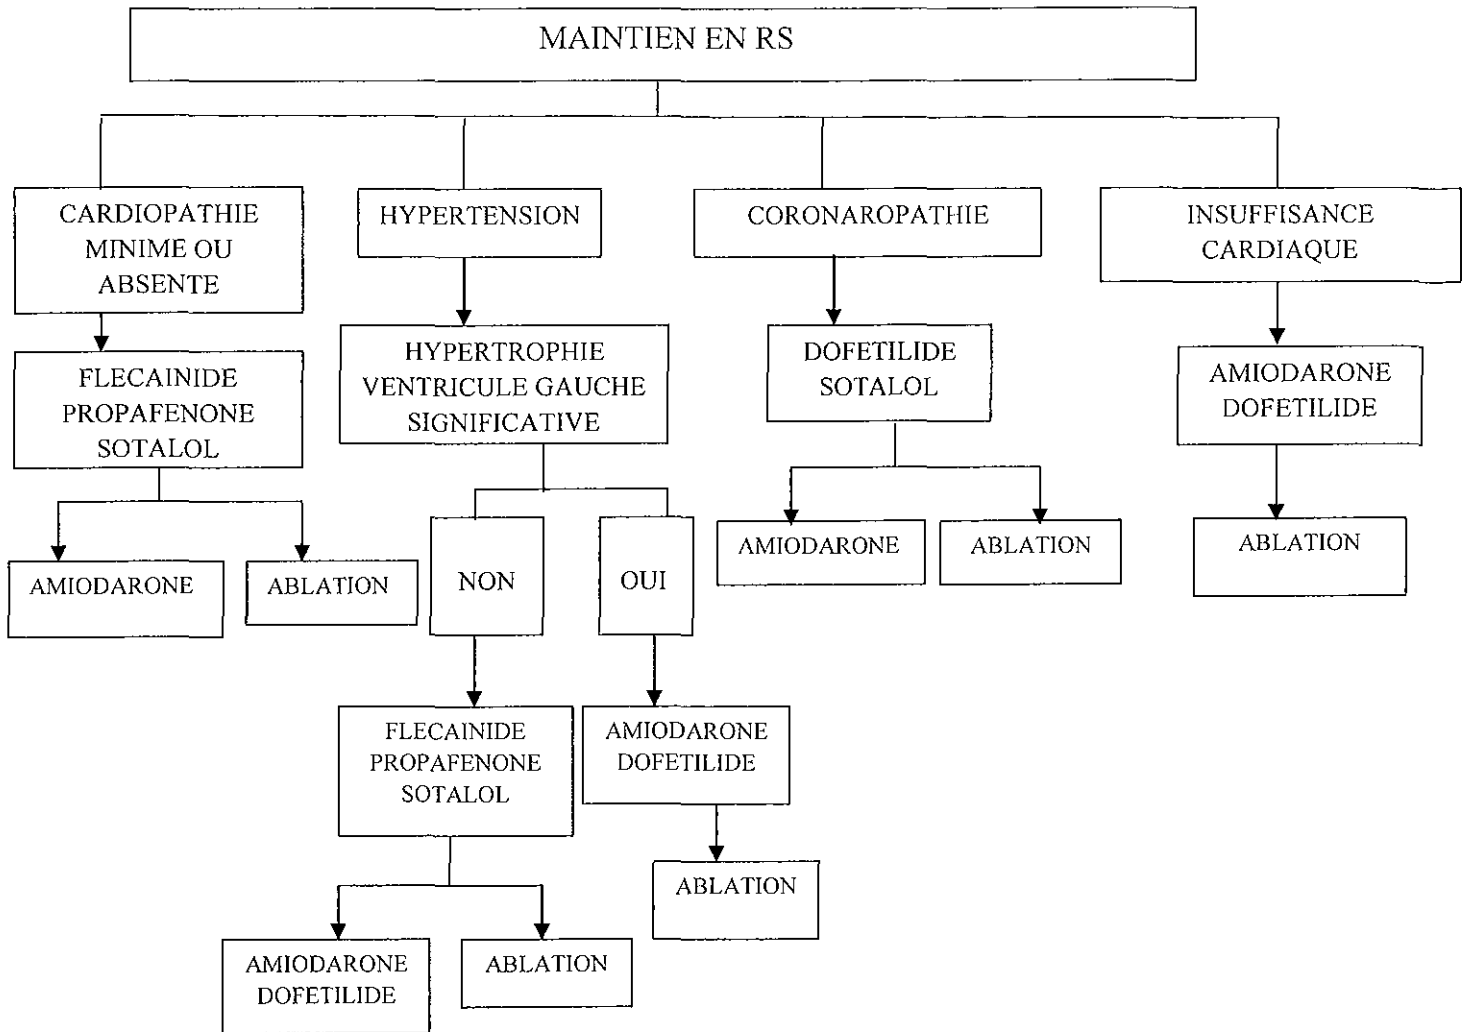 MAINTIEN EN RS
CARDIOPATHIE
MINIME OU
ABSENTE
FLECAINIDE
PROPAFENONE
SOTALOL
AMIODARONE
ABLATION
HYPERTENSION
HYPERTROPHIE
VENTRICULE GAUCHE
SIGNIFICATIVE
NON
OUI
FLECAINIDE
PROPAFENONE
SOTALOL
AMIODARONE
DOFETILIDE
ABLATION
AMIODARONE
DOFETILIDE
ABLATION
CORONAROPATHIE
DOFETILIDE
SOTALOL
AMIODARONE
ABLATION
INSUFFISANCE
CARDIAQUE
AMIODARONE
DOFETILIDE
ABLATION